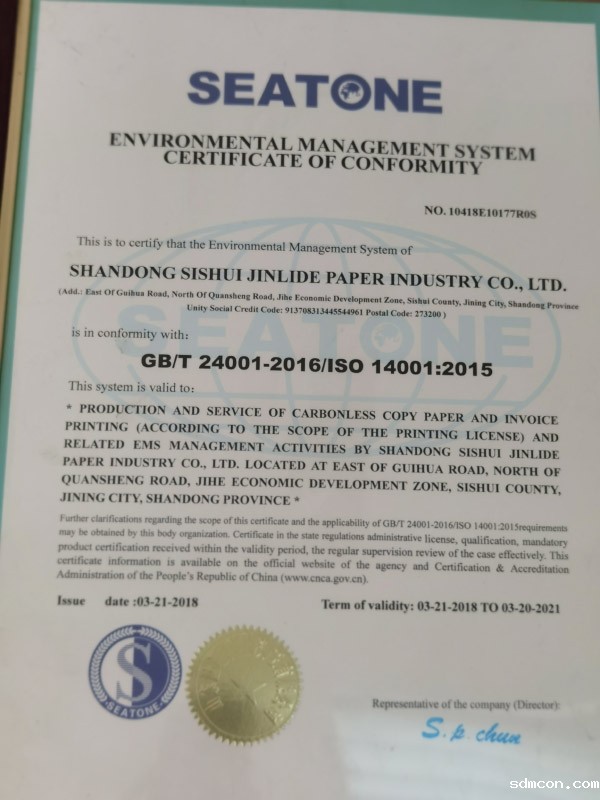 SEATONE
ENVIRONMENTAL MANAGEMENT SYSTEM
CERTIFICATE OF CONFORMITY
NO. 10418E10177R0S
This is to certify that the Environmental Management System of
SHANDONG SISHUI JINLIDE PAPER INDUSTRY CO., LTD.
(Add.: East Of Guihua Road, North Of Quansheng Road, Jihe Economic Development Zone, Sishui County, Jining City, Shandong Province
Unity Social Credit Code: 913708313445544961 Postal Code: 273200 )
is in conformity with:
GB/T 24001-2016/ISO 14001:2015
This system is valid to:
* PRODUCTION AND SERVICE OF CARBONLESS COPY PAPER AND INVOICE
PRINTING (ACCORDING TO THE SCOPE OF THE PRINTING LICENSE) AND
RELATED EMS MANAGEMENT ACTIVITIES BY SHANDONG SISHUI JINLIDE
PAPER INDUSTRY CO., LTD. LOCATED AT EAST OF GUIHUA ROAD, NORTH OF
QUANSHENG ROAD, JIHE ECONOMIC DEVELOPMENT ZONE, SISHUI COUNTY,
JINING CITY, SHANDONG PROVINCE *
Further clarifications regarding the scope of this certificate and the applicability of GB/T 24001-2016/ISO 14001:2015requirements
may be obtained by this body organization. Certificate in the state regulations administrative license, qualification, mandatory
product certification received within the validity period, the regular supervision review of the case effectively. This
certificate information is available on the official website of the agency and Certification & Accreditation
Administration of the People's Republic of China (www.cnca.gov.cn).
Issue date :03-21-2018
Term of validity: 03-21-2018 TO 03-20-2021
SEATONE
Representative of the company (Director):
S.p. chun
SEATONE
sdmcon.com